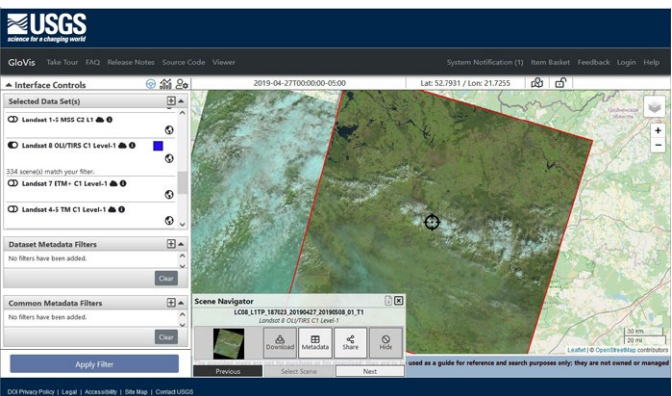 USGS
science for a changing world
GloVis Take Tour FAQ Release Notes Source Code Viewer System Notification (1) Item Basket Feedback Login Help
Interface Controls
2019-04-27T00:00:00-05:00 Lat: 52.7931 / Lon: 21.7255
Selected Data Set(s)
Landsat 1-5 MSS C2 L1
Landsat 8 OLI/TIRS C1 Level-1
334 scene(s) match your filter.
Landsat 7 ETM+ C1 Level-1
Landsat 4-5 TM C1 Level-1
Dataset Metadata Filters
No filters have been added.
Clear
Common Metadata Filters
No filters have been added.
Clear
Apply Filter
+
−
Scene Navigator
LC08_L1TP_187023_20190427_20190508_01_T1
Landsat 8 OLI/TIRS C1 Level-1
Download Metadata Share Hide
Previous Select Scene Next
30 km
20 mi
Leaflet | © OpenStreetMap contributors
used as a guide for reference and search purposes only; they are not owned or managed
DOI Privacy Policy | Legal | Accessibility | Site Map | Contact USGS